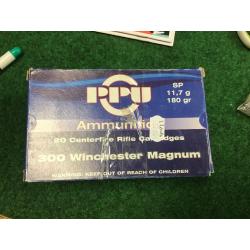 SP
11,7 g
180 gr
PPU
Ammunition
20 Centerfire Rifle Cartridges
300 Winchester Magnum
WARNING: KEEP OUT OF REACH OF CHILDREN